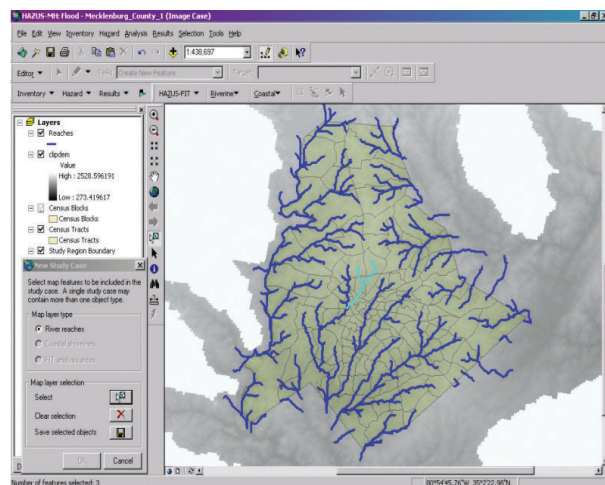 HAZUS-MH: Flood - Mecklenburg_County_1 (Image Case)
File Edit View Inventory Hazard Analysis Results Selection Tools Help
1:438,697
Editor Task: Create New Feature Target:
Inventory Hazard Results HAZUS-FIT Riverine Coastal
Layers
Reaches
clpdem
Value
High : 2528.596191
Low : 273.419617
Census Blocks
Census Blocks
Census Tracts
Census Tracts
Study Region Boundary
New Study Case
Select map features to be included in the
study case. A single study case may
contain more than one object type.
Map layer type
River reaches
Coastal shorelines
FIT analysis areas
Map layer selection
Select
Clear selection
Save selected objects
OK Cancel
Number of features selected: 3
80°54'45.76"W 35°2'22.98"N